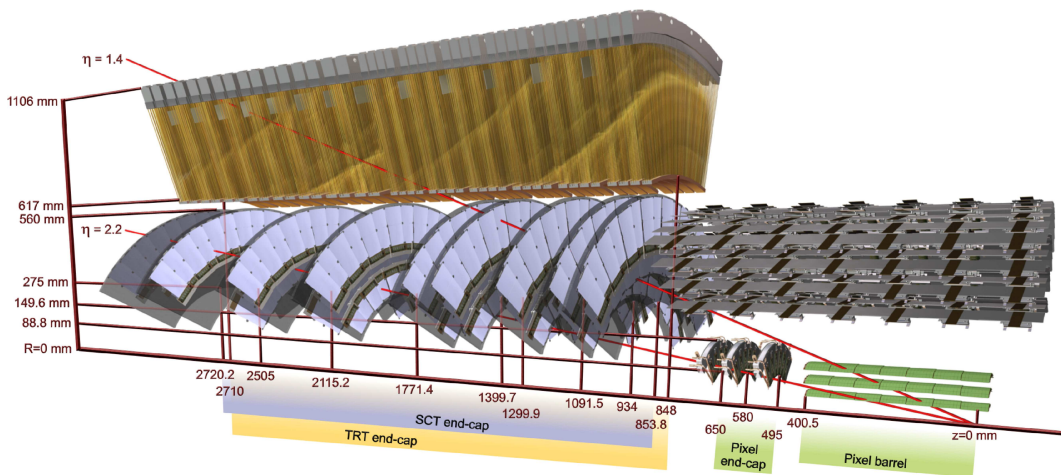 η = 1.4
1106 mm
617 mm
560 mm
η = 2.2
275 mm
149.6 mm
88.8 mm
R=0 mm
2720.2
2710
2505
2115.2
1771.4
1399.7
1299.9
1091.5
934
853.8
848
650
580
495
400.5
z=0 mm
SCT end-cap
TRT end-cap
Pixel
end-cap
Pixel barrel